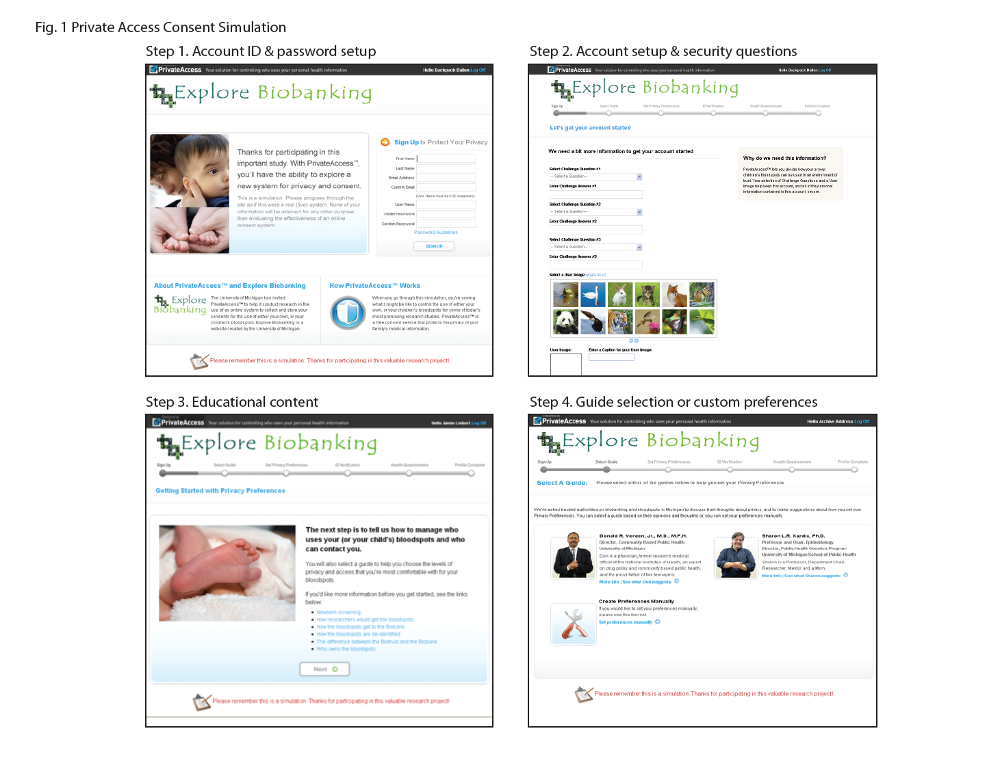 Fig. 1 Private Access Consent Simulation
Step 1. Account ID & password setup
PrivateAccess Your solution for controlling who sees your personal health information
Hello Backpack Ballon Log Off
Explore Biobanking
Thanks for participating in this
important study. With PrivateAccess™,
you'll have the ability to explore a
new system for privacy and consent.
This is a simulation. Please progress through the
site as if this were a real (live) system. None of your
information will be retained for any other purpose
than evaluating the effectiveness of an online
consent system.
Sign Up to Protect Your Privacy
First Name
Last Name
Email Address
Confirm Email
(User Name must be 6-32 characters)
User Name
Create Password
Confirm Password
Password Guidelines
SIGNUP
About PrivateAccess™ and Explore Biobanking
Explore
Biobanking
The University of Michigan has invited
PrivateAccess™ to help it conduct research in the
use of an online system to collect and store your
consents for the use of either your own, or your
children's bloodspots. Explore Biobanking is a
website created by the University of Michigan.
How PrivateAccess™ Works
When you go through this simulation, you're seeing
what it might be like to control the use of either your
own, or your children's bloodspots for some of today's
most promising research studies. PrivateAccess™ is
a free consent service that protects the privacy of your
family's medical information.
Please remember this is a simulation. Thanks for participating in this valuable research project!
Step 2. Account setup & security questions
PrivateAccess Your solution for controlling who sees your personal health information
Hello Backpack Ballon Log Off
Explore Biobanking
Sign Up Select Guide Set Privacy Preferences ID Verification Health Questionnaire Profile Complete
Let's get your account started
We need a bit more information to get your account started
Select Challenge Question #1
-- Select a Question --
Enter Challenge Answer #1
Select Challenge Question #2
-- Select a Question --
Enter Challenge Answer #2
Select Challenge Question #3
-- Select a Question --
Enter Challenge Answer #3
Select a User Image what's this?
User Image:
Enter a Caption for your User Image:
Why do we need this information?
PrivateAccess™ lets you decide how your or your
children's bloodspots can be used in an environment of
trust. Your selection of Challenge Questions and a User
Image help keep this account, and all of the personal
information contained in this account, secure.
Step 3. Educational content
Powered by
PrivateAccess Your solution for controlling who sees your personal health information
Hello Jamie Liebert Log Off
Explore Biobanking
Sign Up Select Guide Set Privacy Preferences ID Verification Health Questionnaire Profile Complete
Getting Started with Privacy Preferences
The next step is to tell us how to manage who
uses your (or your child's) bloodspots and who
can contact you.
You will also select a guide to help you choose the levels of
privacy and access that you're most comfortable with for your
bloodspots.
If you'd like more information before you get started, see the links
below:
• Newborn screening
• How researchers would get the bloodspots
• How the bloodspots get to the Biobank
• How the bloodspots are de-identified
• The difference between the Biotrust and the Biobank
• Who owns the bloodspots
Next
Please remember this is a simulation. Thanks for participating in this valuable research project!
Step 4. Guide selection or custom preferences
Powered by
PrivateAccess Your solution for controlling who sees your personal health information
Hello Archive Address Log Off
Explore Biobanking
Sign Up Select Guide Set Privacy Preferences ID Verification Health Questionnaire Profile Complete
Select A Guide: Please select either of the guides below to help you set your Privacy Preferences
We've asked trusted authorities on biobanking and bloodspots in Michigan to discuss their thoughts about privacy, and to make suggestions about how you set your
Privacy Preferences. You can select a guide based on their opinions and thoughts or, you can set your preferences manually.
Donald R. Vereen, Jr., M.D., M.P.H.
Director, Community Based Public Health
University of Michigan
Don is a physician, former research medical
officer at the National Institutes of Health, an expert
on drug policy and community based public health,
and the proud father of two teenagers.
More info | See what Don suggests
Sharon L.R. Kardia, Ph.D.
Professor and Chair, Epidemiology
Director, Public Health Genetics Program
University of Michigan School of Public Health
Sharon is a Professor, Department Chair,
Researcher, Mentor and a Mom.
More Info | See what Sharon suggests
Create Preferences Manually
If you would like to set your preferences manually,
please use this tool set
Set preferences manually
Please remember this is a simulation. Thanks for participating in this valuable research project!